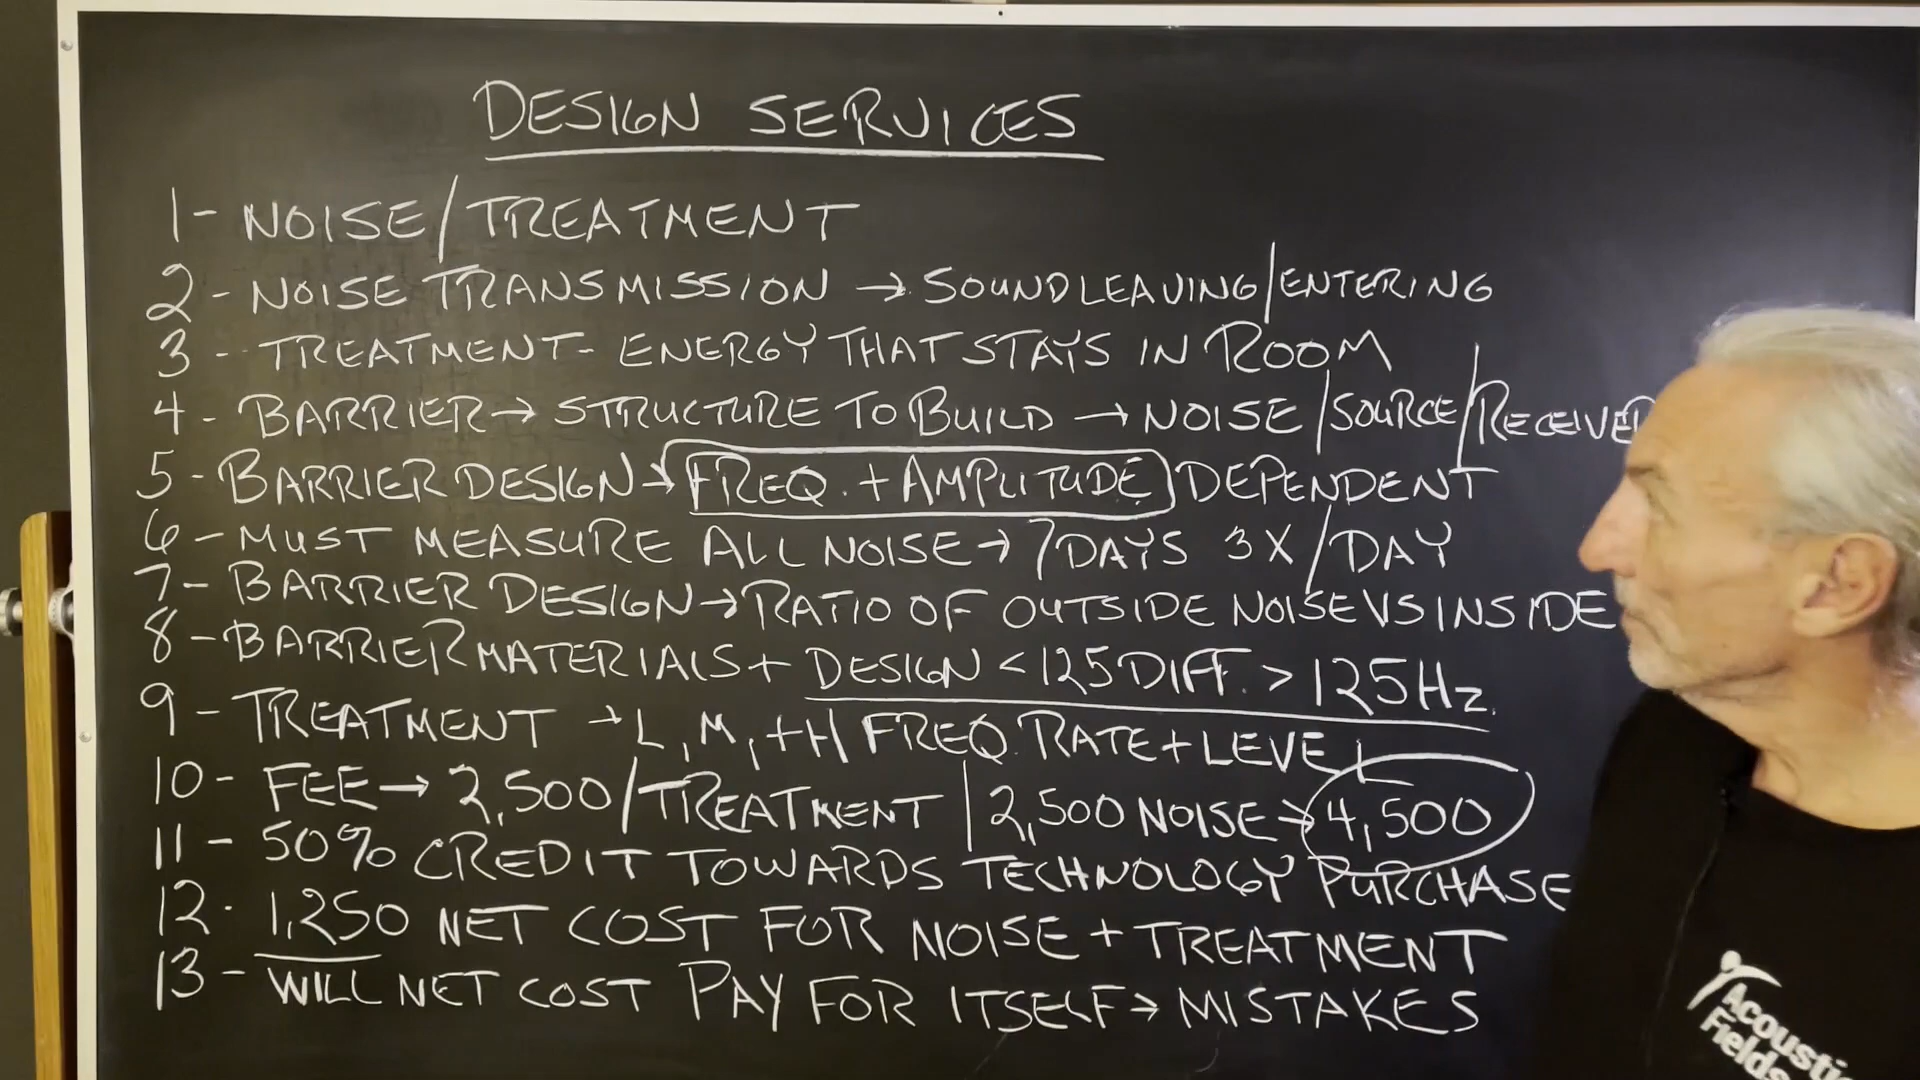 DESIGN SERVICES
1- NOISE/TREATMENT
2- NOISE TRANSMISSION → SOUND LEAVING/ENTERING
3- TREATMENT- ENERGY THAT STAYS IN ROOM
4- BARRIER→ STRUCTURE TO BUILD → NOISE/SOURCE/RECEIVER
5- BARRIER DESIGN→ FREQ. + AMPLITUDE DEPENDENT
6- MUST MEASURE ALL NOISE→ 7 DAYS 3X/DAY
7- BARRIER DESIGN→ RATIO OF OUTSIDE NOISE VS INSIDE
8- BARRIER MATERIALS + DESIGN < 125 DIFF. > 125Hz.
9- TREATMENT → L, M, + H FREQ. RATE + LEVEL
10- FEE→ 2,500/TREATMENT | 2,500 NOISE→ 4,500
11- 50% CREDIT TOWARDS TECHNOLOGY PURCHASE
12. 1,250 NET COST FOR NOISE + TREATMENT
13- WILL NET COST PAY FOR ITSELF→ MISTAKES
Acoustic
Fields